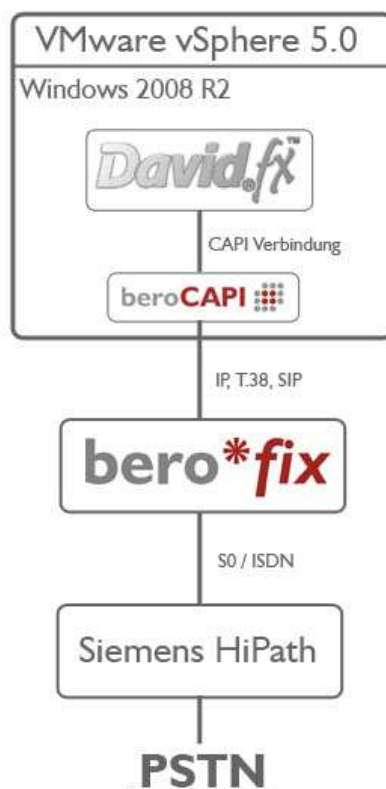 VMware vSphere 5.0
Windows 2008 R2
David.fx™
CAPI Verbindung
beroCAPI
IP, T.38, SIP
bero*fix
S0 / ISDN
Siemens HiPath
PSTN